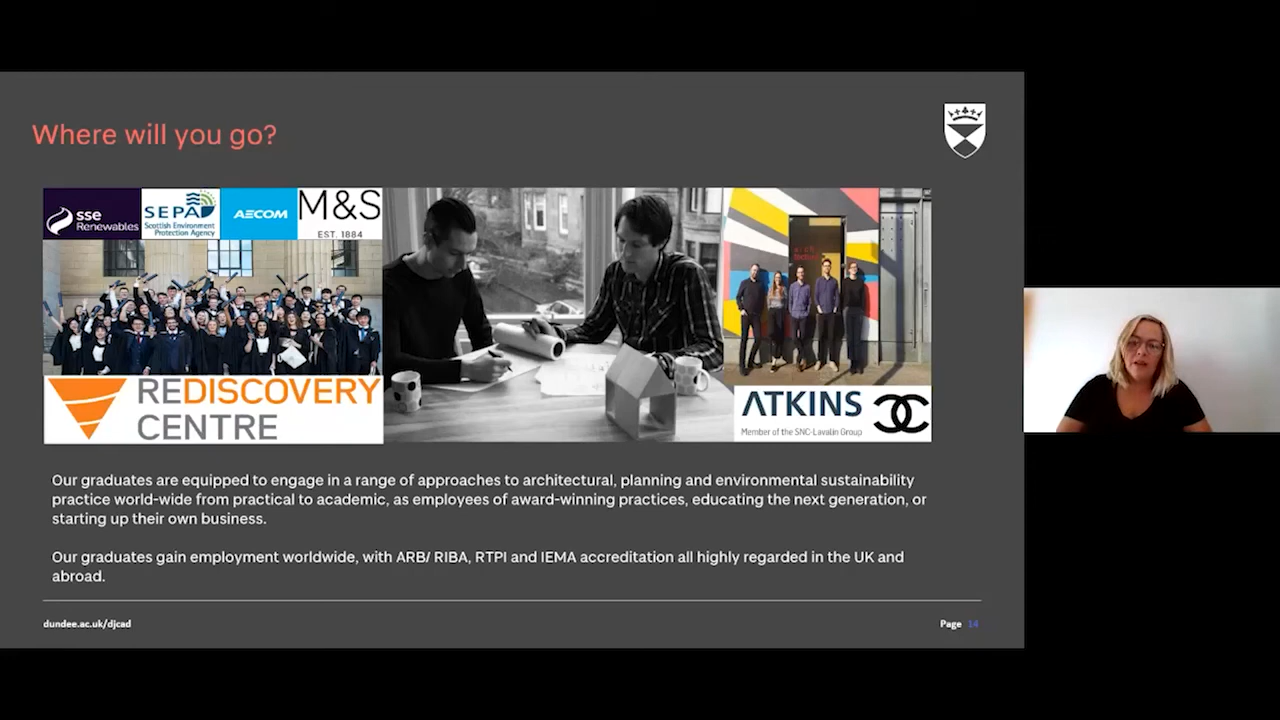 Where will you go?
sse
Renewables
SEPA
Scottish Environment
Protection Agency
AECOM
M&S
EST. 1884
REDISCOVERY
CENTRE
ATKINS
Member of the SNC-Lavalin Group
Our graduates are equipped to engage in a range of approaches to architectural, planning and environmental sustainability
practice world-wide from practical to academic, as employees of award-winning practices, educating the next generation, or
starting up their own business.
Our graduates gain employment worldwide, with ARB/ RIBA, RTPI and IEMA accreditation all highly regarded in the UK and
abroad.
dundee.ac.uk/djcad
Page 14